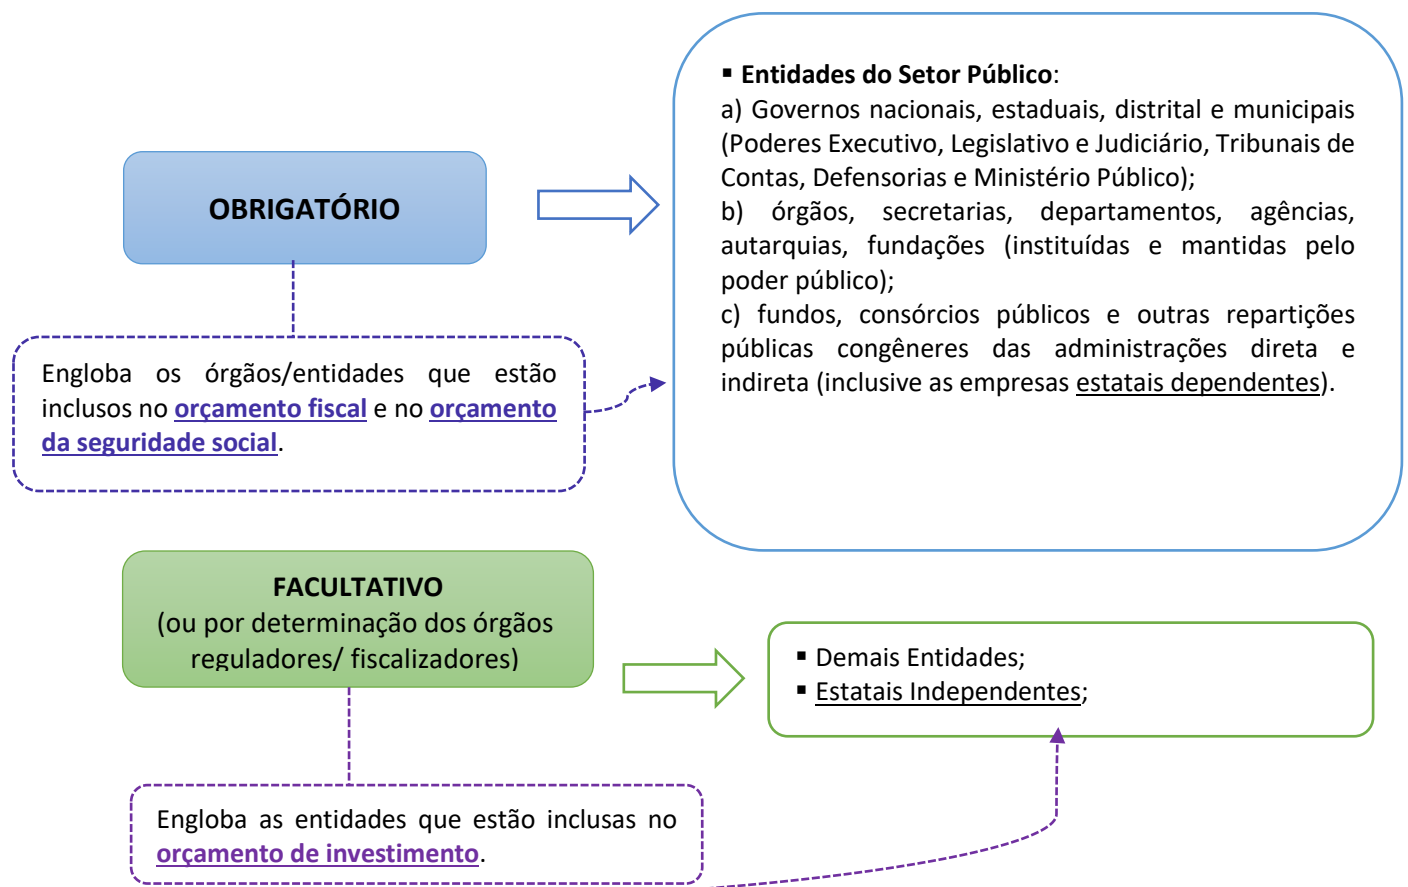 ▪ Entidades do Setor Público:
a) Governos nacionais, estaduais, distrital e municipais
(Poderes Executivo, Legislativo e Judiciário, Tribunais de
Contas, Defensorias e Ministério Público);
b) órgãos, secretarias, departamentos, agências,
autarquias, fundações (instituídas e mantidas pelo
poder público);
c) fundos, consórcios públicos e outras repartições
públicas congêneres das administrações direta e
indireta (inclusive as empresas estatais dependentes).
OBRIGATÓRIO
Engloba os órgãos/entidades que estão
inclusos no orçamento fiscal e no orçamento
da seguridade social.
FACULTATIVO
(ou por determinação dos órgãos
reguladores/ fiscalizadores)
▪ Demais Entidades;
▪ Estatais Independentes;
Engloba as entidades que estão inclusas no
orçamento de investimento.